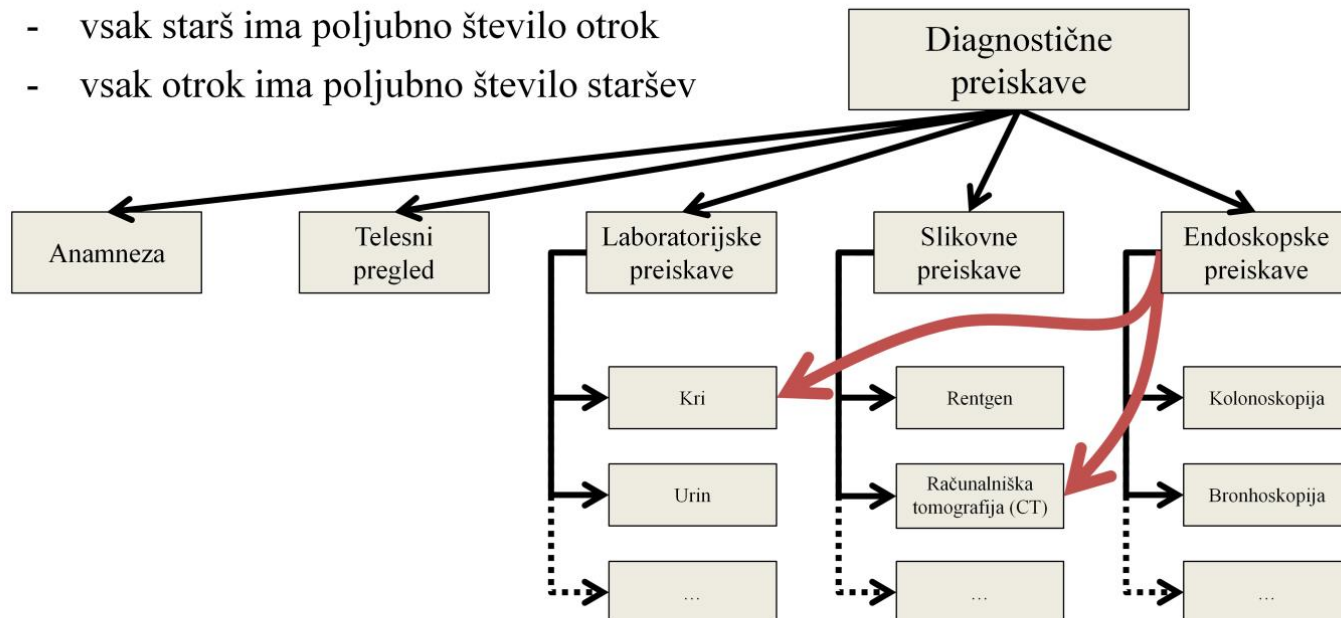 - vsak starš ima poljubno število otrok
- vsak otrok ima poljubno število staršev
Diagnostične
preiskave
Anamneza
Telesni
pregled
Laboratorijske
preiskave
Slikovne
preiskave
Endoskopske
preiskave
Kri
Rentgen
Kolonoskopija
Urin
Računalniška
tomografija (CT)
Bronhoskopija
...
...
...